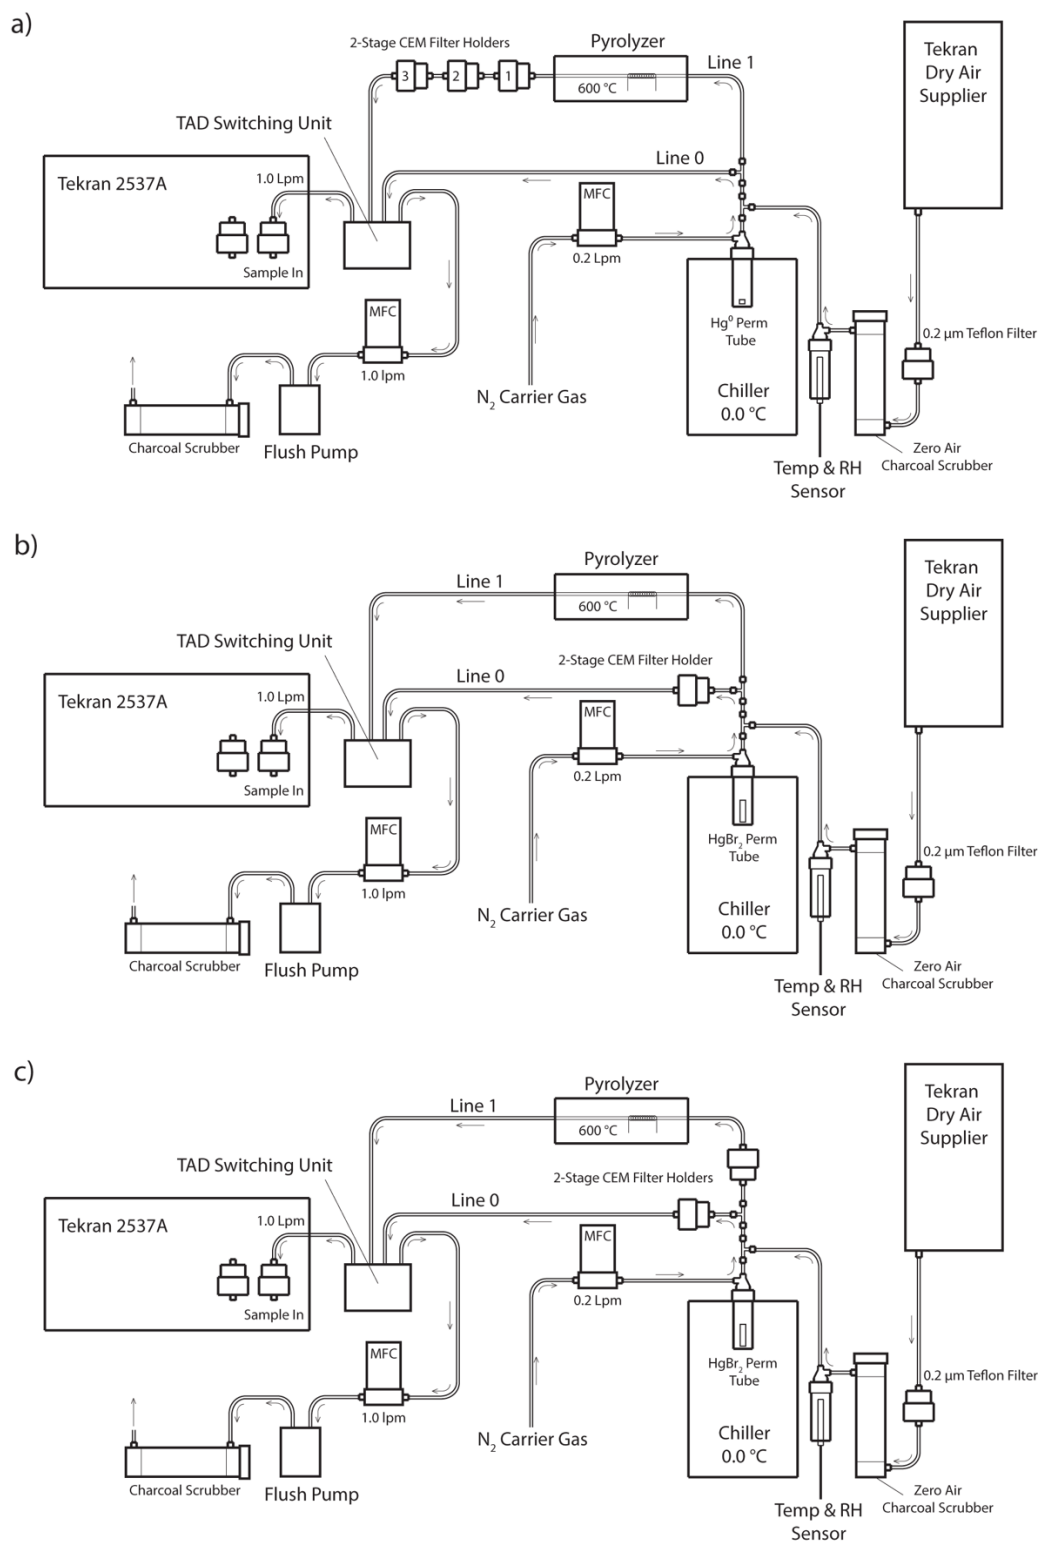 a)
2-Stage CEM Filter Holders
Pyrolyzer
Line 1
Tekran
Dry Air
Supplier
3
2
1
600 °C
TAD Switching Unit
Line 0
Tekran 2537A
1.0 Lpm
MFC
Sample In
0.2 Lpm
MFC
Hg⁰ Perm
Tube
0.2 µm Teflon Filter
1.0 lpm
N₂ Carrier Gas
Chiller
0.0 °C
Charcoal Scrubber
Flush Pump
Zero Air
Charcoal Scrubber
Temp & RH
Sensor
b)
Pyrolyzer
Line 1
Tekran
Dry Air
Supplier
600 °C
TAD Switching Unit
2-Stage CEM Filter Holder
Line 0
Tekran 2537A
1.0 Lpm
MFC
Sample In
0.2 Lpm
MFC
HgBr₂ Perm
Tube
0.2 µm Teflon Filter
1.0 lpm
N₂ Carrier Gas
Chiller
0.0 °C
Charcoal Scrubber
Flush Pump
Zero Air
Charcoal Scrubber
Temp & RH
Sensor
c)
Pyrolyzer
Line 1
Tekran
Dry Air
Supplier
600 °C
TAD Switching Unit
2-Stage CEM Filter Holders
Line 0
Tekran 2537A
1.0 Lpm
MFC
Sample In
0.2 Lpm
MFC
HgBr₂ Perm
Tube
0.2 µm Teflon Filter
1.0 lpm
N₂ Carrier Gas
Chiller
0.0 °C
Charcoal Scrubber
Flush Pump
Zero Air
Charcoal Scrubber
Temp & RH
Sensor